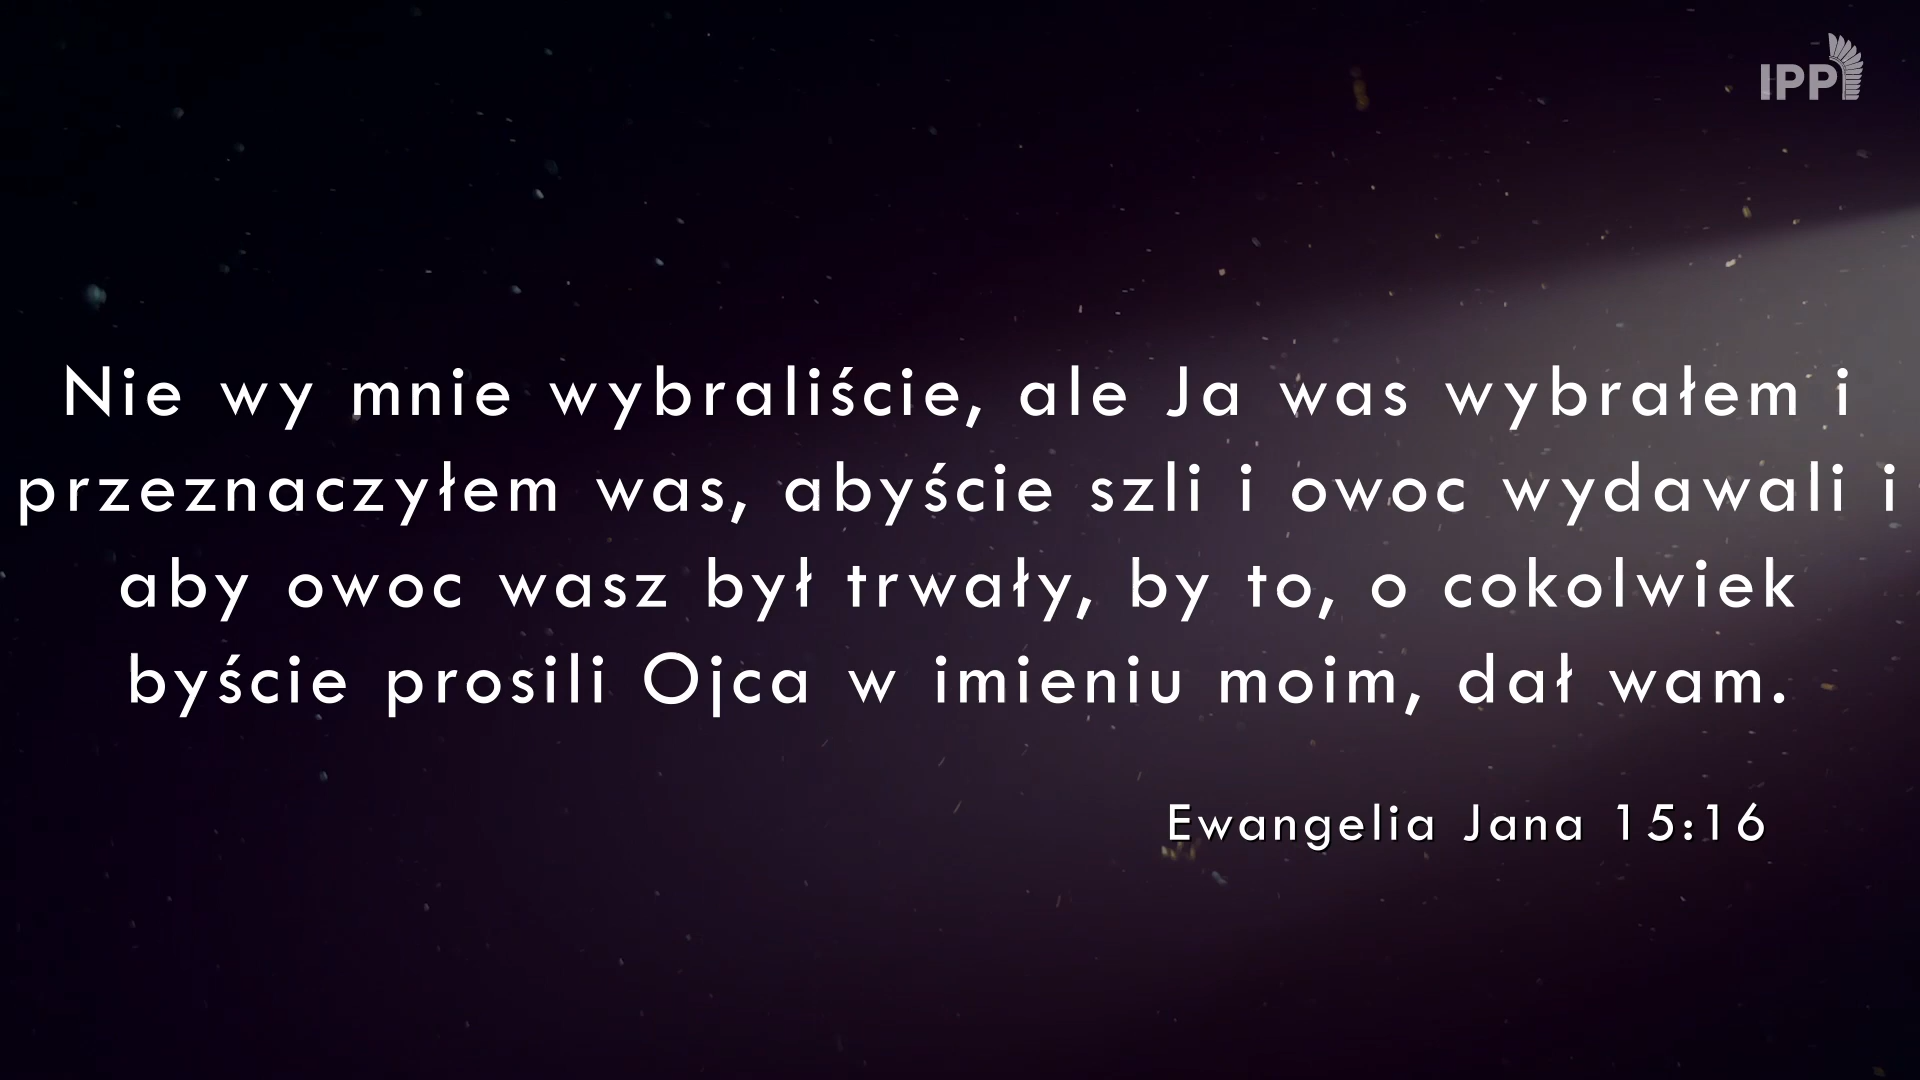 IPP
Nie wy mnie wybraliście, ale Ja was wybrałem i
przeznaczyłem was, abyście szli i owoc wydawali i
aby owoc wasz był trwały, by to, o cokolwiek
byście prosili Ojca w imieniu moim, dał wam.
Ewangelia Jana 15:16